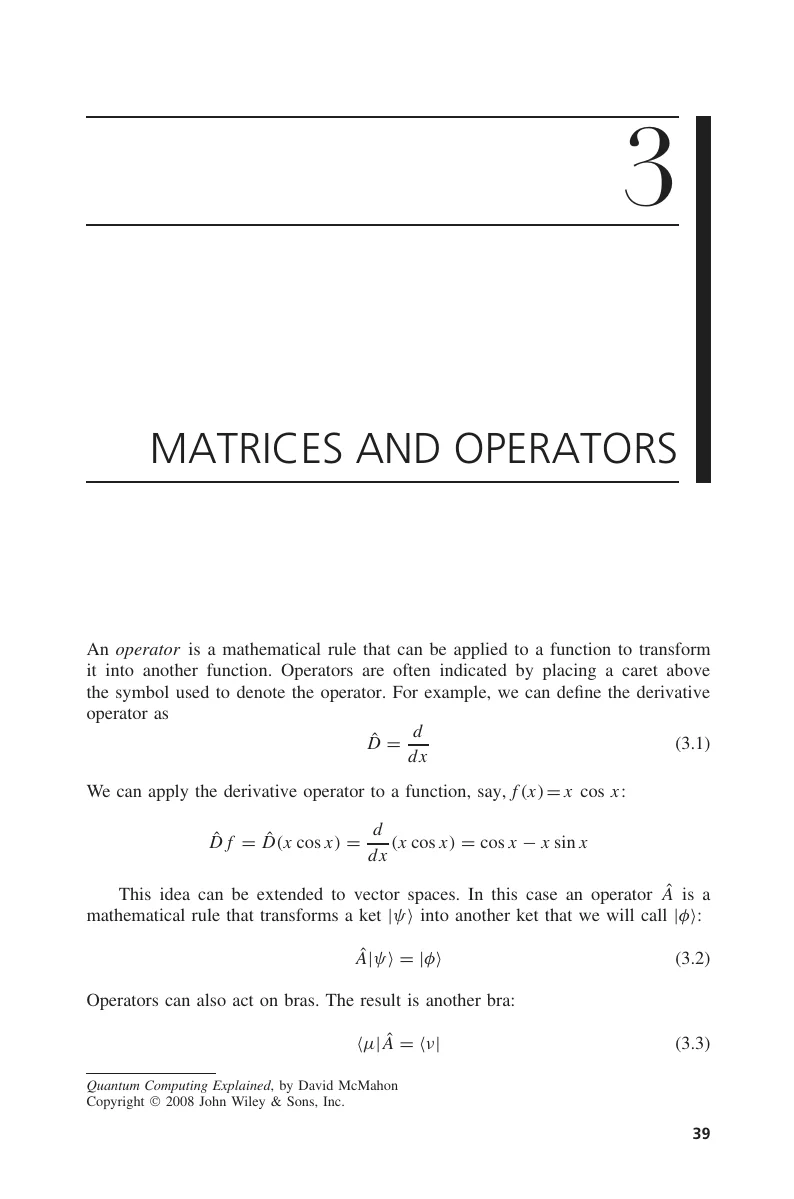 3
MATRICES AND OPERATORS
An operator is a mathematical rule that can be applied to a function to transform
it into another function. Operators are often indicated by placing a caret above
the symbol used to denote the operator. For example, we can define the derivative
operator as
D̂ = d/dx (3.1)
We can apply the derivative operator to a function, say, f(x) = x cos x:
D̂f = D̂(x cos x) = d/dx (x cos x) = cos x − x sin x
This idea can be extended to vector spaces. In this case an operator Â is a
mathematical rule that transforms a ket |ψ⟩ into another ket that we will call |ϕ⟩:
Â|ψ⟩ = |ϕ⟩ (3.2)
Operators can also act on bras. The result is another bra:
⟨μ|Â = ⟨ν| (3.3)
Quantum Computing Explained, by David McMahon
Copyright © 2008 John Wiley & Sons, Inc.
39